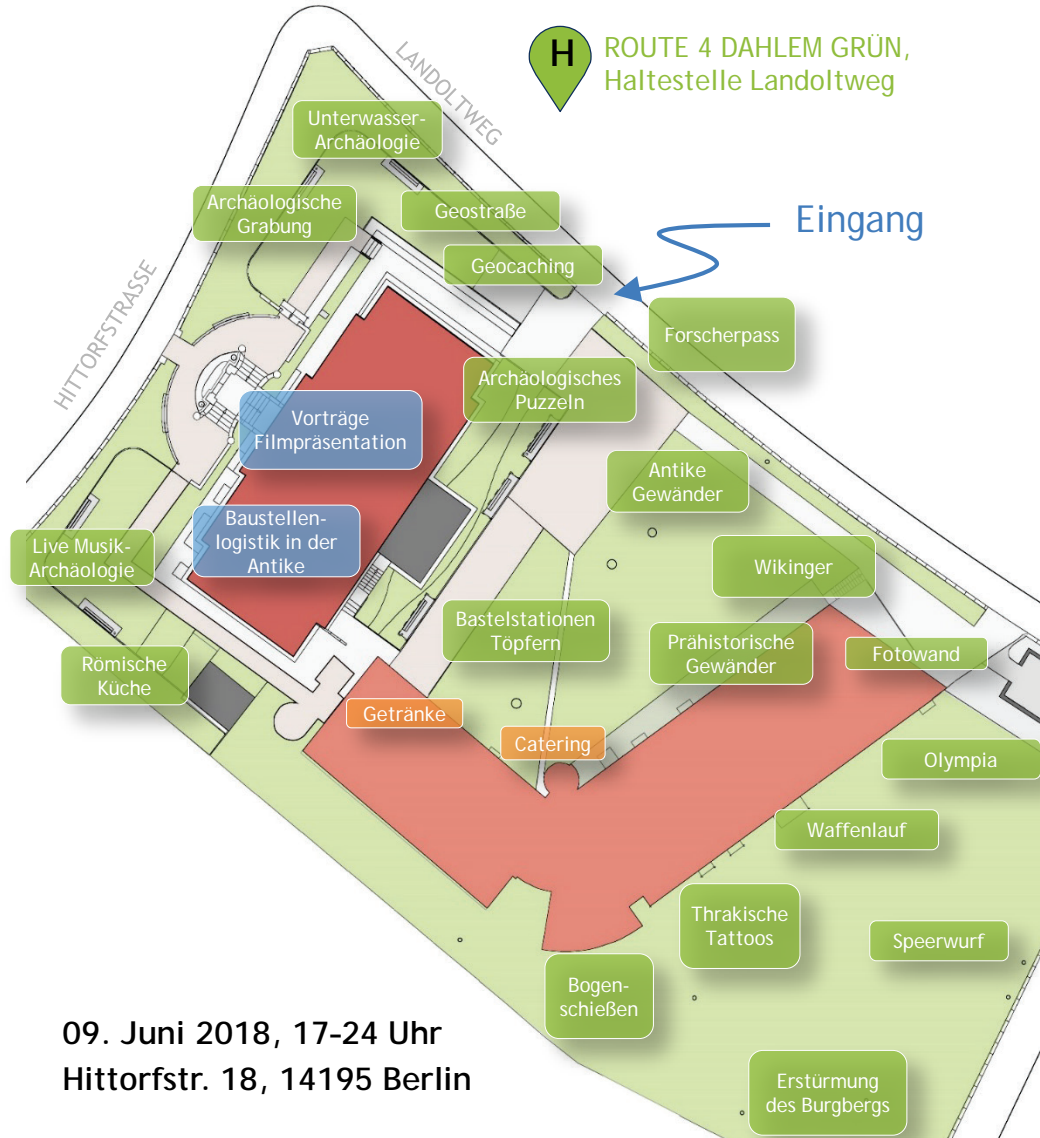 LANDOLTWEG
H
ROUTE 4 DAHLEM GRÜN,
Haltestelle Landoltweg
Unterwasser-
Archäologie
Archäologische
Grabung
Geostraße
Eingang
Geocaching
HITTORFSTRASSE
Forscherpass
Archäologisches
Puzzeln
Vorträge
Filmpräsentation
Antike
Gewänder
Baustellen-
logistik in der
Antike
Live Musik-
Archäologie
Wikinger
Bastelstationen
Töpfern
Prähistorische
Gewänder
Fotowand
Römische
Küche
Getränke
Catering
Olympia
Waffenlauf
Thrakische
Tattoos
Speerwurf
Bogen-
schießen
09. Juni 2018, 17-24 Uhr
Hittorfstr. 18, 14195 Berlin
Erstürmung
des Burgbergs